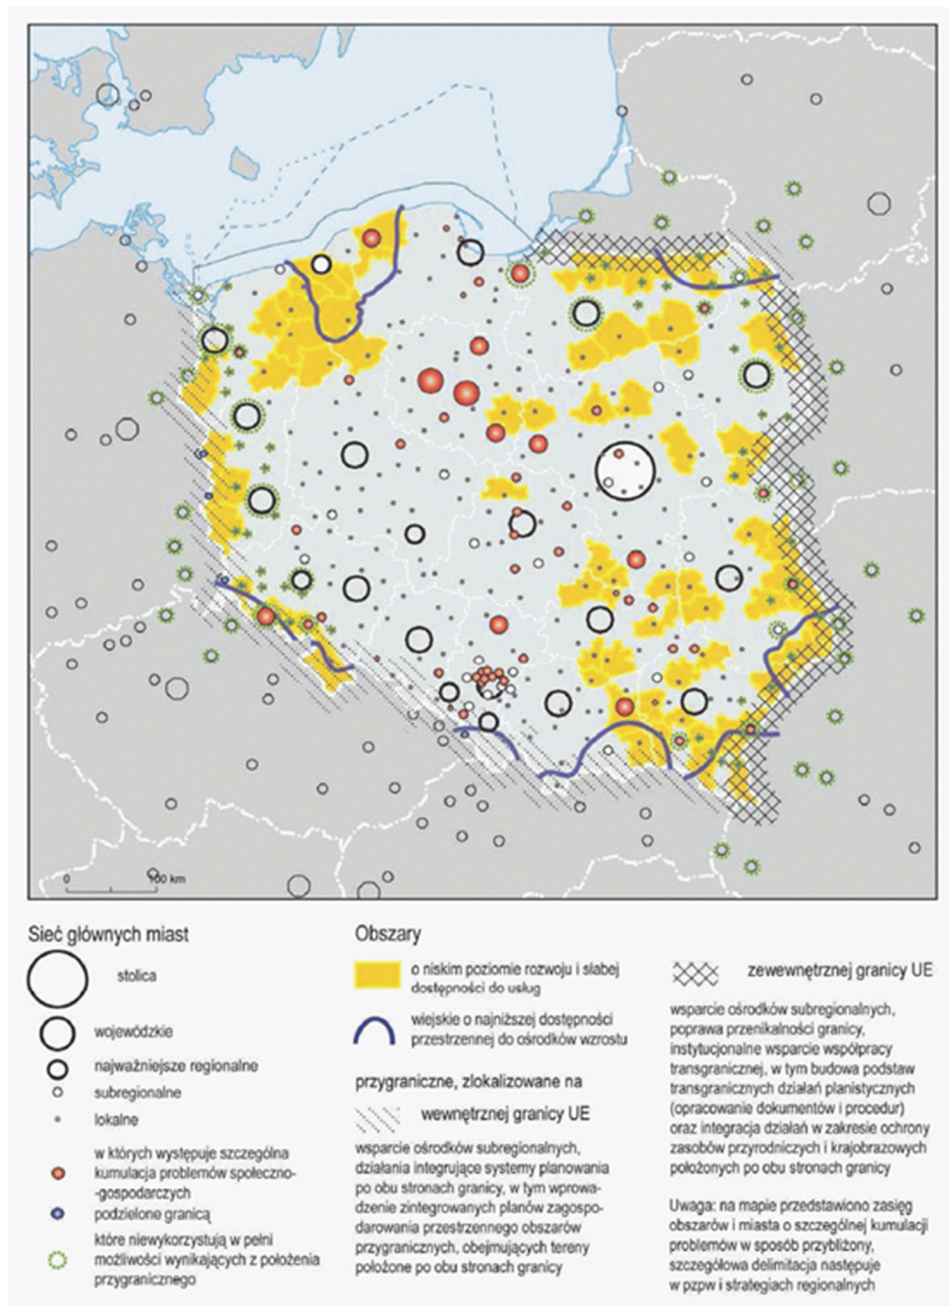 0 100 km
Sieć głównych miast
stolica
wojewódzkie
najważniejsze regionalne
subregionalne
lokalne
w których występuje szczególna
kumulacja problemów społeczno-
-gospodarczych
podzielone granicą
które niewykorzystują w pełni
możliwości wynikających z położenia
przygranicznego
Obszary
o niskim poziomie rozwoju i słabej
dostępności do usług
wiejskie o najniższej dostępności
przestrzennej do ośrodków wzrostu
przygraniczne, zlokalizowane na
wewnętrznej granicy UE
wsparcie ośrodków subregionalnych,
działania integrujące systemy planowania
po obu stronach granicy, w tym wprowa-
dzenie zintegrowanych planów zagospo-
darowania przestrzennego obszarów
przygranicznych, obejmujących tereny
położone po obu stronach granicy
zewewnętrznej granicy UE
wsparcie ośrodków subregionalnych,
poprawa przenikalności granicy,
instytucjonalne wsparcie współpracy
transgranicznej, w tym budowa podstaw
transgranicznych działań planistycznych
(opracowanie dokumentów i procedur)
oraz integracja działań w zakresie ochrony
zasobów przyrodniczych i krajobrazowych
położonych po obu stronach granicy
Uwaga: na mapie przedstawiono zasięg
obszarów i miasta o szczególnej kumulacji
problemów w sposób przybliżony,
szczegółowa delimitacja następuje
w pzpw i strategiach regionalnych